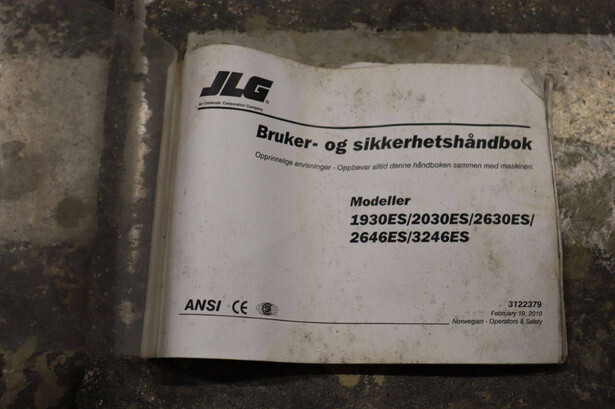 JLG
An Oshkosh Corporation Company
Bruker- og sikkerhetshåndbok
Opprinnelige anvisninger - Oppbevar alltid denne håndboken sammen med maskinen.
Modeller
1930ES/2030ES/2630ES/
2646ES/3246ES
ANSI CE
3122379
February 19, 2010
Norwegian - Operators & Safety